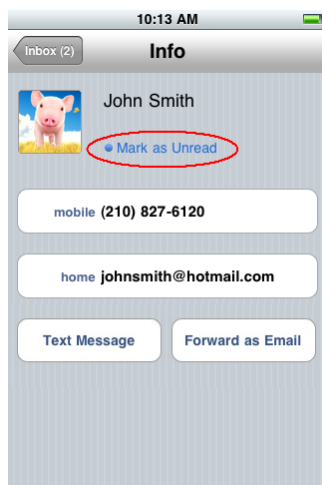 10:13 AM
Inbox (2)
Info
John Smith
Mark as Unread
mobile (210) 827-6120
home johnsmith@hotmail.com
Text Message
Forward as Email